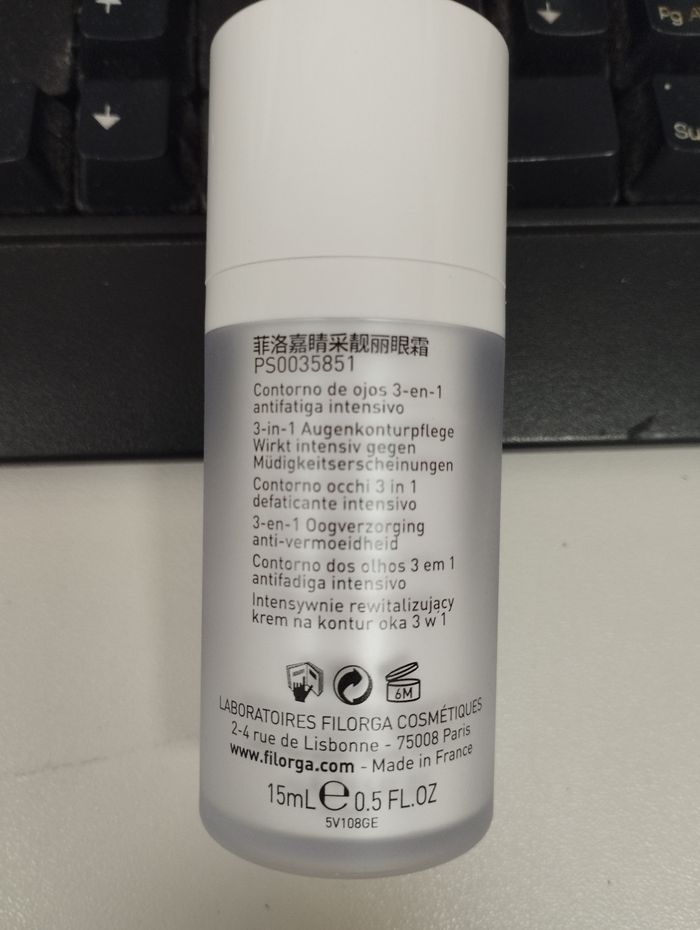 Pg
Su
菲洛嘉睛采靓丽眼霜
PS0035851
Contorno de ojos 3-en-1
antifatiga intensivo
3-in-1 Augenkonturpflege
Wirkt intensiv gegen
Müdigkeitserscheinungen
Contorno occhi 3 in 1
defaticante intensivo
3-en-1 Oogverzorging
anti-vermoeidheid
Contorno dos olhos 3 em 1
antifadiga intensivo
Intensywnie rewitalizujący
krem na kontur oka 3 w 1
6M
LABORATOIRES FILORGA COSMÉTIQUES
2-4 rue de Lisbonne - 75008 Paris
www.filorga.com - Made in France
15mL e 0.5 FL.OZ
5V108GE